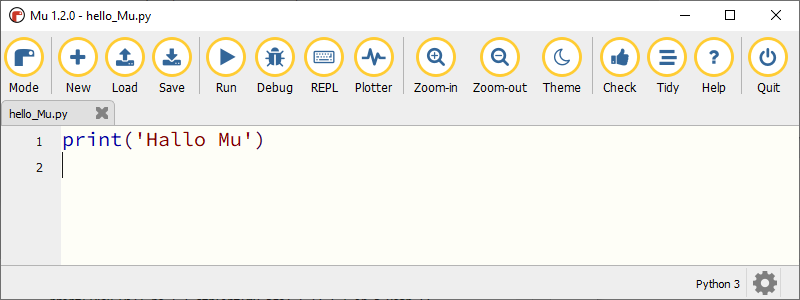 Mu 1.2.0 - hello_Mu.py
Mode New Load Save Run Debug REPL Plotter Zoom-in Zoom-out Theme Check Tidy Help Quit
hello_Mu.py
1 print('Hallo Mu')
2
Python 3